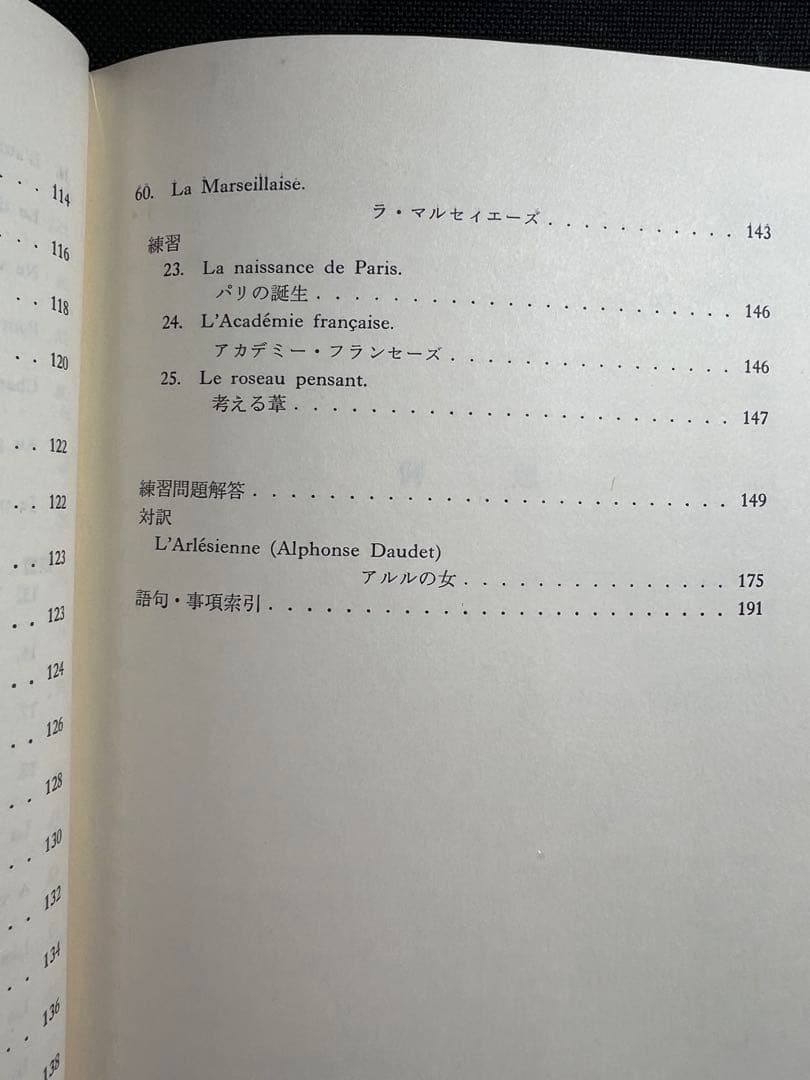 . . 114
. . 116
. . 118
. . 120
. . 122
. . 122
. . 123
. . 123
. . 124
. . 126
. . 128
. . 130
. . 132
. . 134
. . 136
138
60. La Marseillaise.
ラ・マルセィエーズ . . . . . . . . . . . 143
練習
23. La naissance de Paris.
パリの誕生 . . . . . . . . . . . . . . . . . . . . . . 146
24. L'Académie française.
アカデミー・フランセーズ . . . . . . . . . . . . . . . 146
25. Le roseau pensant.
考える葦 . . . . . . . . . . . . . . . . . . . . . . . 147
練習問題解答 . . . . . . . . . . . . . . . . . . . . . . . . . 149
対訳
L'Arlésienne (Alphonse Daudet)
アルルの女 . . . . . . . . . . . . . . 175
語句・事項索引 . . . . . . . . . . . . . . . . . . . . . . . . 191